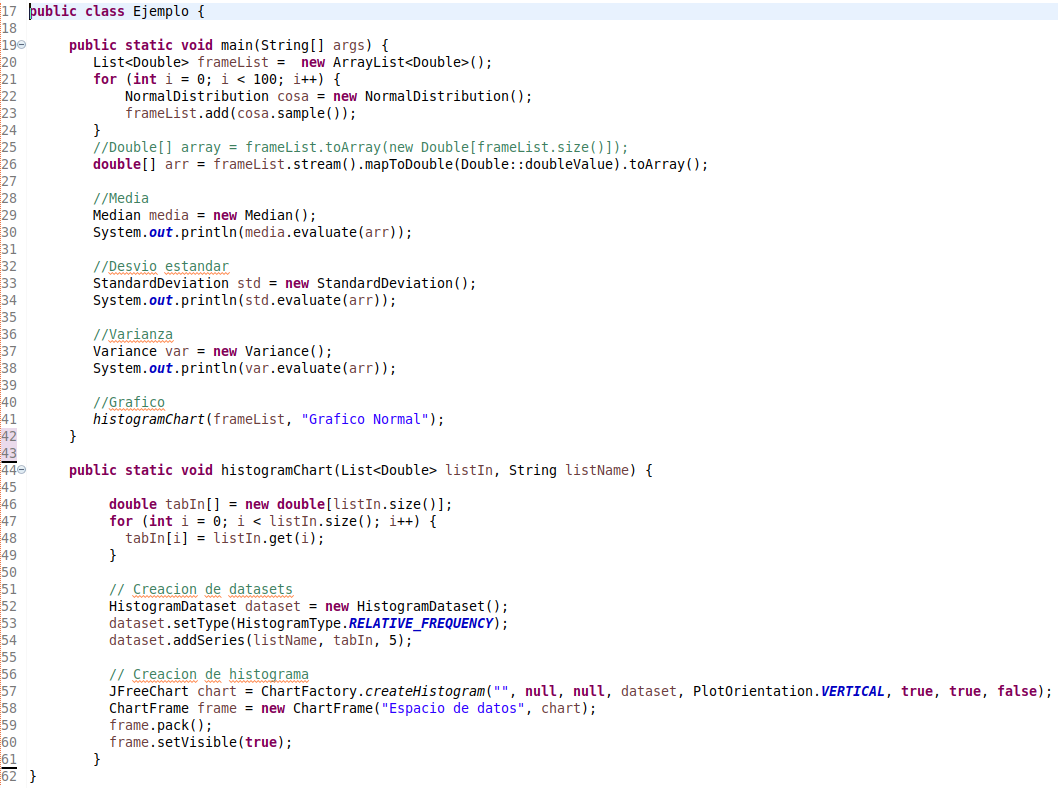 17 public class Ejemplo {
18
19 public static void main(String[] args) {
20 List<Double> frameList =  new ArrayList<Double>();
21 for (int i = 0; i < 100; i++) {
22 NormalDistribution cosa = new NormalDistribution();
23 frameList.add(cosa.sample());
24 }
25 //Double[] array = frameList.toArray(new Double[frameList.size()]);
26 double[] arr = frameList.stream().mapToDouble(Double::doubleValue).toArray();
27
28 //Media
29 Median media = new Median();
30 System.out.println(media.evaluate(arr));
31
32 //Desvio estandar
33 StandardDeviation std = new StandardDeviation();
34 System.out.println(std.evaluate(arr));
35
36 //Varianza
37 Variance var = new Variance();
38 System.out.println(var.evaluate(arr));
39
40 //Grafico
41 histogramChart(frameList, "Grafico Normal");
42 }
43
44 public static void histogramChart(List<Double> listIn, String listName) {
45
46 double tabIn[] = new double[listIn.size()];
47 for (int i = 0; i < listIn.size(); i++) {
48 tabIn[i] = listIn.get(i);
49 }
50
51 // Creacion de datasets
52 HistogramDataset dataset = new HistogramDataset();
53 dataset.setType(HistogramType.RELATIVE_FREQUENCY);
54 dataset.addSeries(listName, tabIn, 5);
55
56 // Creacion de histograma
57 JFreeChart chart = ChartFactory.createHistogram("", null, null, dataset, PlotOrientation.VERTICAL, true, true, false);
58 ChartFrame frame = new ChartFrame("Espacio de datos", chart);
59 frame.pack();
60 frame.setVisible(true);
61 }
62 }